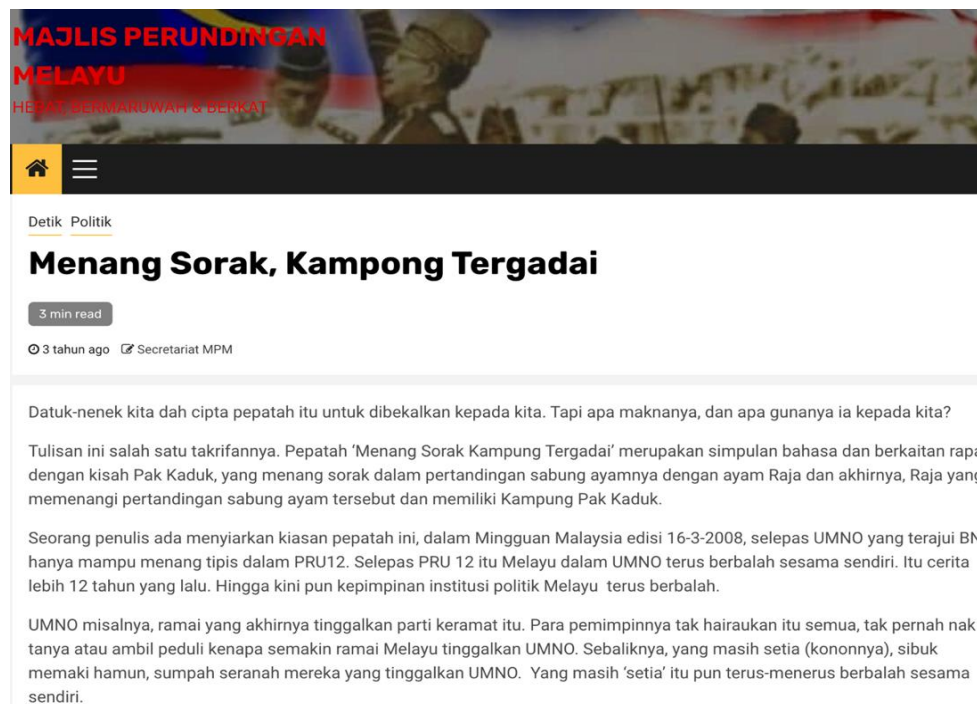 MAJLIS PERUNDINGAN
MELAYU
HEBAT, BERMARUWAH & BERKAT
Detik Politik
Menang Sorak, Kampong Tergadai
3 min read
3 tahun ago Secretariat MPM
Datuk-nenek kita dah cipta pepatah itu untuk dibekalkan kepada kita. Tapi apa maknanya, dan apa gunanya ia kepada kita?
Tulisan ini salah satu takrifannya. Pepatah ‘Menang Sorak Kampung Tergadai’ merupakan simpulan bahasa dan berkaitan
dengan kisah Pak Kaduk, yang menang sorak dalam pertandingan sabung ayamnya dengan ayam Raja dan akhirnya, Raja yang
memenangi pertandingan sabung ayam tersebut dan memiliki Kampung Pak Kaduk.
Seorang penulis ada menyiarkan kiasan pepatah ini, dalam Mingguan Malaysia edisi 16-3-2008, selepas UMNO yang terajui BN
hanya mampu menang tipis dalam PRU12. Selepas PRU 12 itu Melayu dalam UMNO terus berbalah sesama sendiri. Itu cerita
lebih 12 tahun yang lalu. Hingga kini pun kepimpinan institusi politik Melayu terus berbalah.
UMNO misalnya, ramai yang akhirnya tinggalkan parti keramat itu. Para pemimpinnya tak hairaukan itu semua, tak pernah nak
tanya atau ambil peduli kenapa semakin ramai Melayu tinggalkan UMNO. Sebaliknya, yang masih setia (kononnya), sibuk
memaki hamun, sumpah seranah mereka yang tinggalkan UMNO. Yang masih ‘setia’ itu pun terus-menerus berbalah sesama
sendiri.